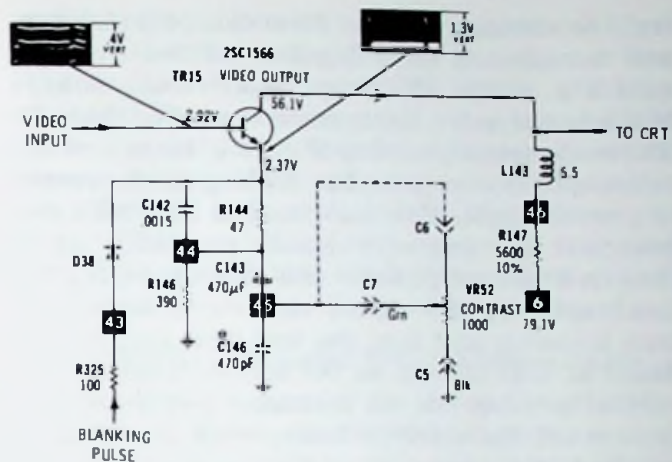 .4V
VERT
1.3V
VERT
2SC1566
TR15 VIDEO OUTPUT
56.1V
2.92V
VIDEO
INPUT
TO CRT
2.37V
L143
5.5
C142
.0015
R144
47
C6
46
D38
44
R147
5600
10%
C143
470µF
R146
390
45
C7
Grn
VR52
CONTRAST
1000
6
79.1V
43
C146
470pF
C5
Blk
R325
100
BLANKING
PULSE